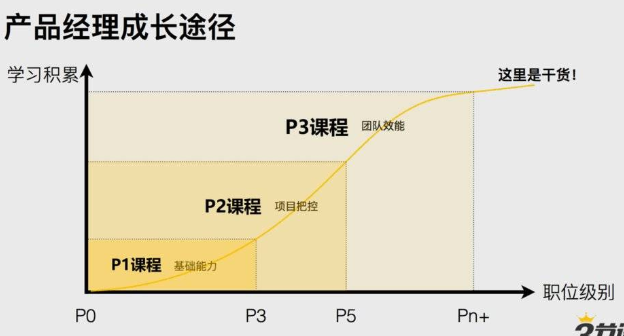 产品经理成长途径
学习积累
这里是干货!
P3课程 团队效能
P2课程 项目把控
P1课程 基础能力
职位级别
P0 P3 P5 Pn+